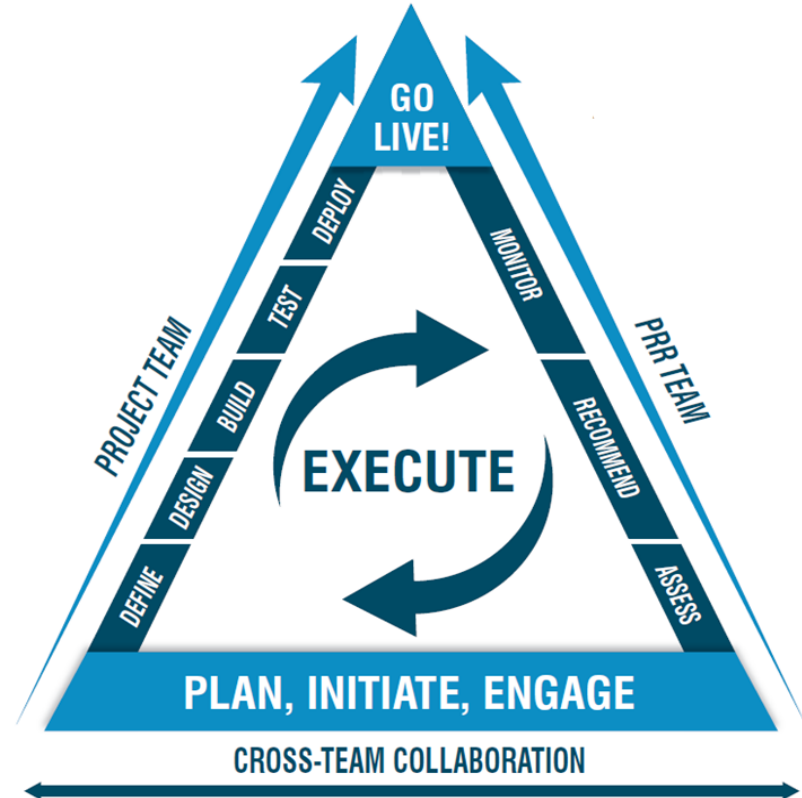 GO
LIVE!
DEPLOY
TEST
BUILD
DESIGN
DEFINE
PROJECT TEAM
MONITOR
RECOMMEND
ASSESS
PRR TEAM
EXECUTE
PLAN, INITIATE, ENGAGE
CROSS-TEAM COLLABORATION